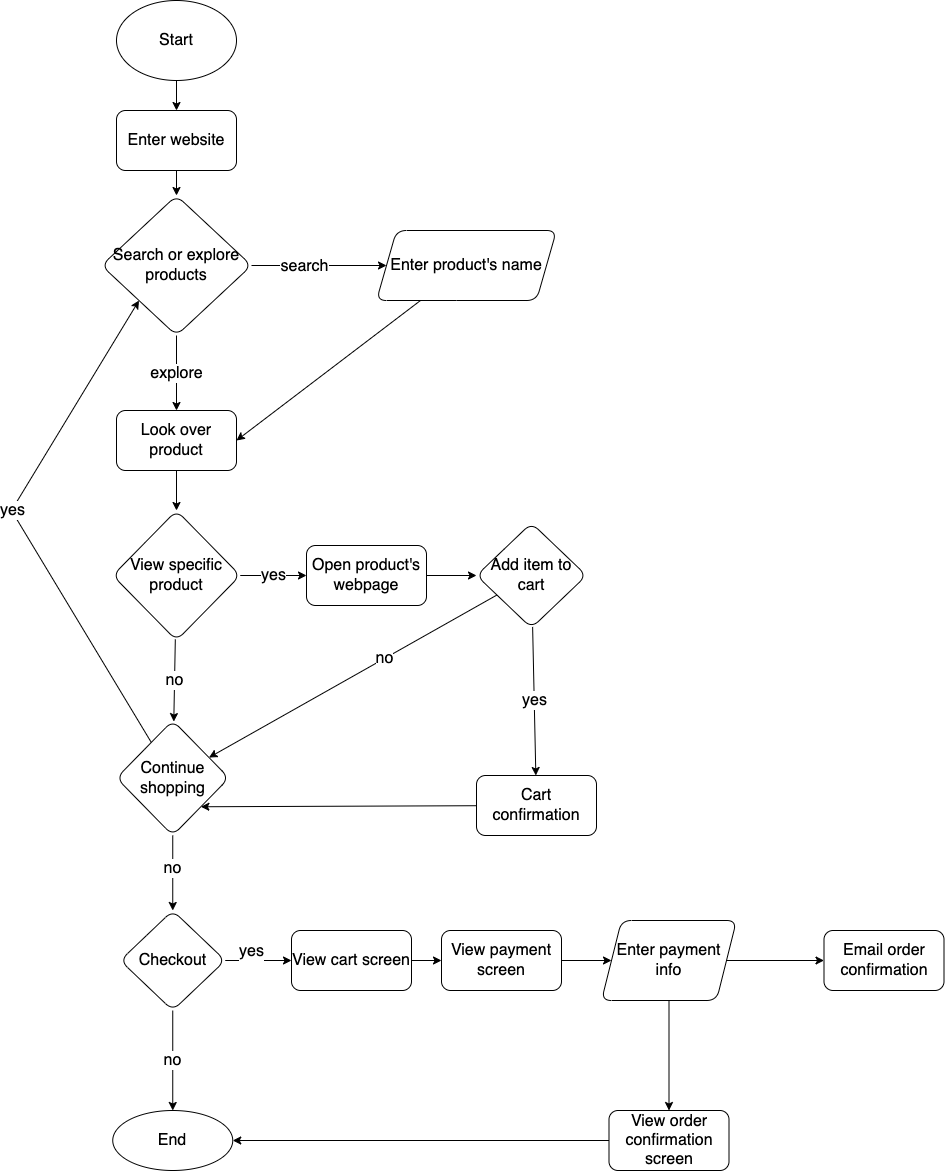 Start
Enter website
Search or explore
products
search
Enter product's name
explore
Look over
product
yes
View specific
product
yes
Open product's
webpage
Add item to
cart
no
no
yes
Continue
shopping
Cart
confirmation
no
Checkout
yes
View cart screen
View payment
screen
Enter payment
info
Email order
confirmation
no
End
View order
confirmation
screen